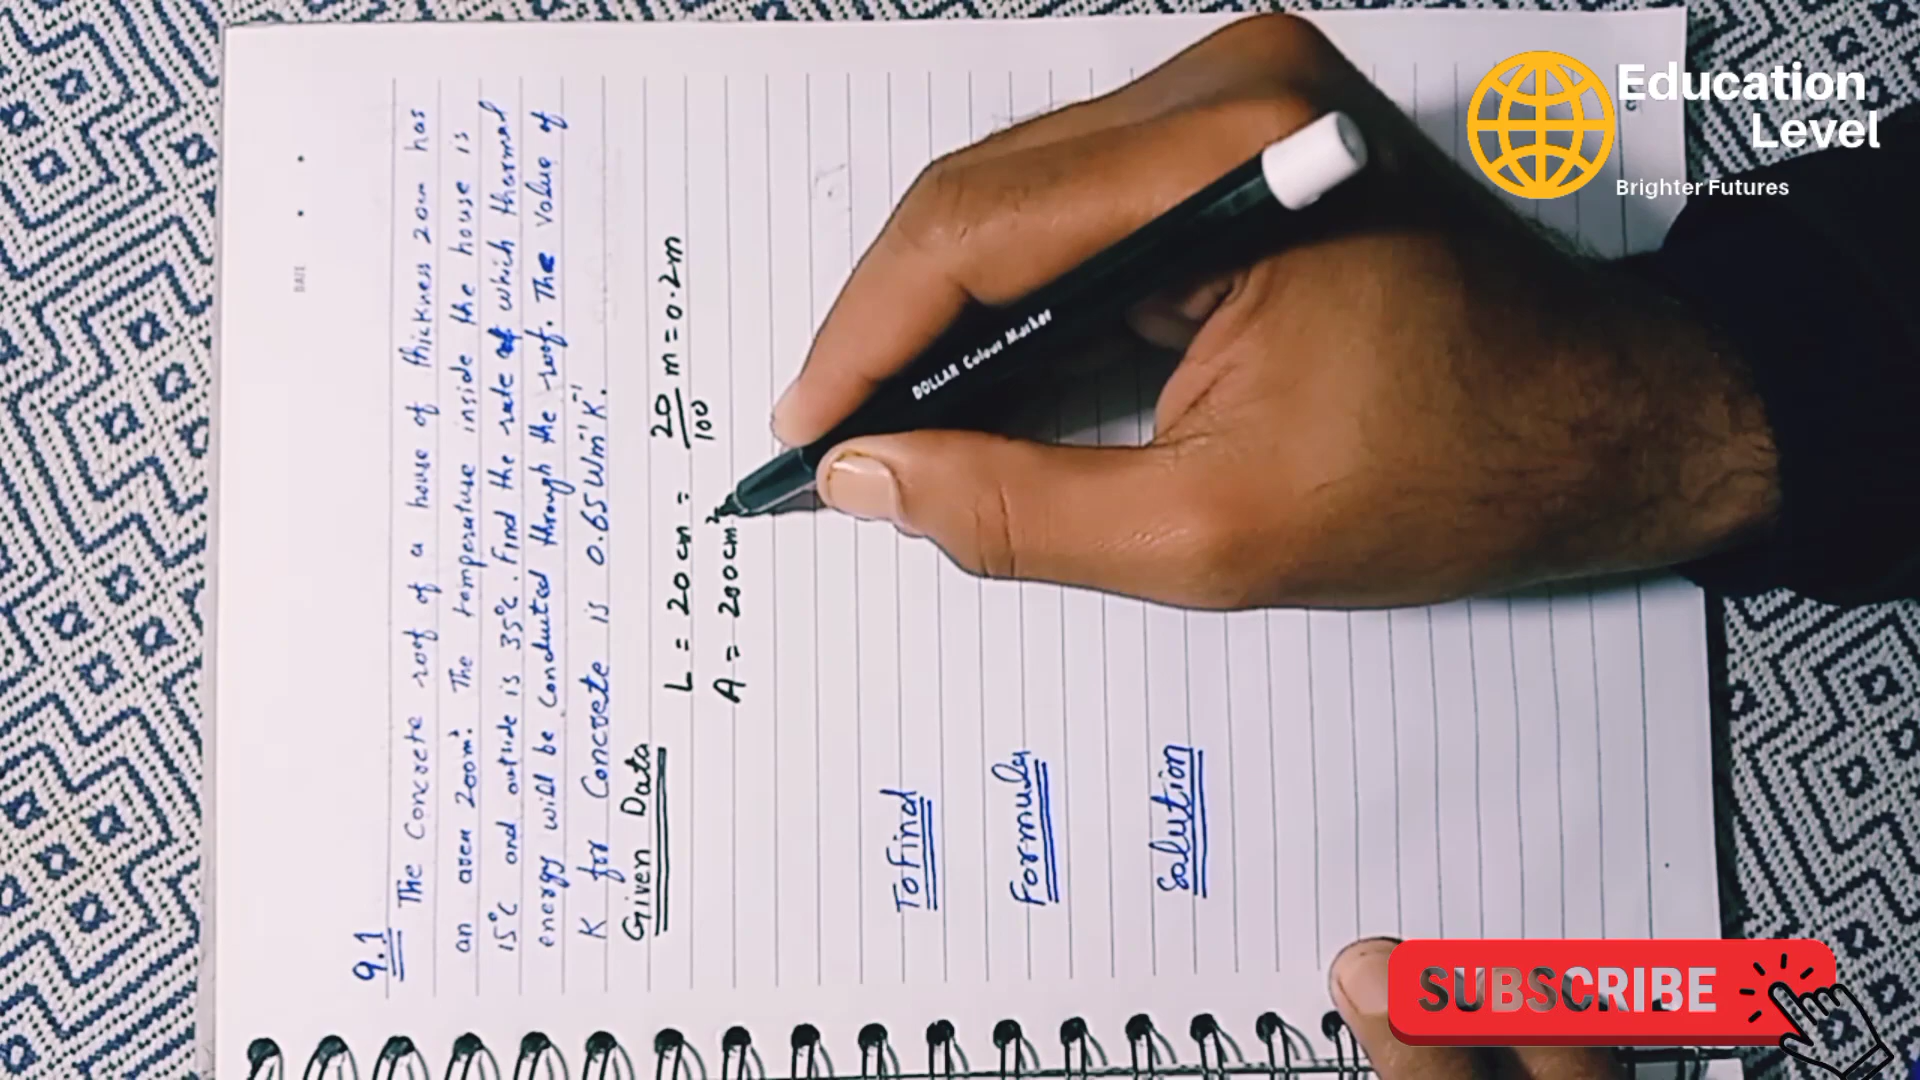 DATE
9.1
The Concrete roof of a house of thickness 20cm has
an area 200m². The temperature inside the house is
15°C and outside is 35°C. Find the rate of which thermal
energy will be conducted through the roof. The value of
K for Concrete is 0.65Wm⁻¹K⁻¹.
Given Data
L = 20cm = 20/100 m = 0.2m
A = 200cm²
To Find
Formula
Solution
DOLLAR Colour Marker
Education
Level
Brighter Futures
SUBSCRIBE